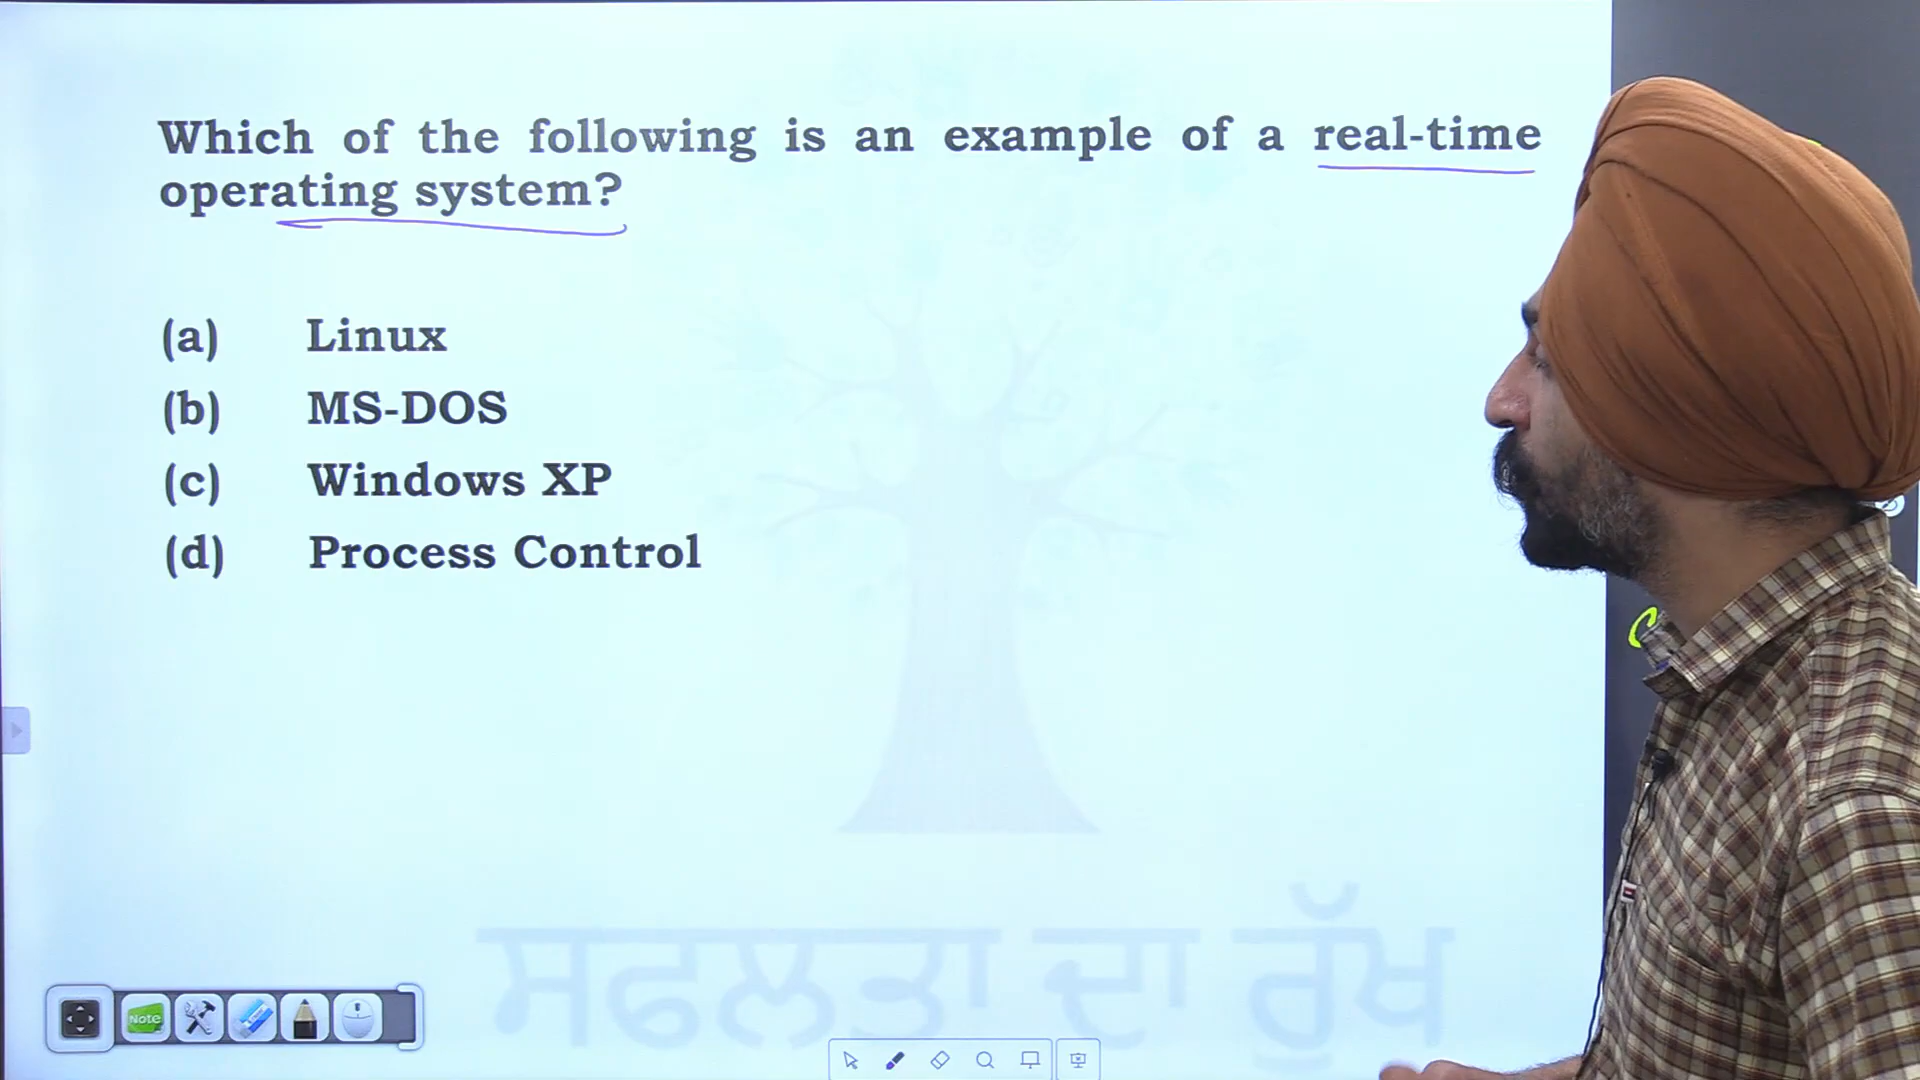 Which of the following is an example of a real-time
operating system?
(a) Linux
(b) MS-DOS
(c) Windows XP
(d) Process Control
ਸਫਲਤਾ ਦਾ ਰੁੱਖ
Note